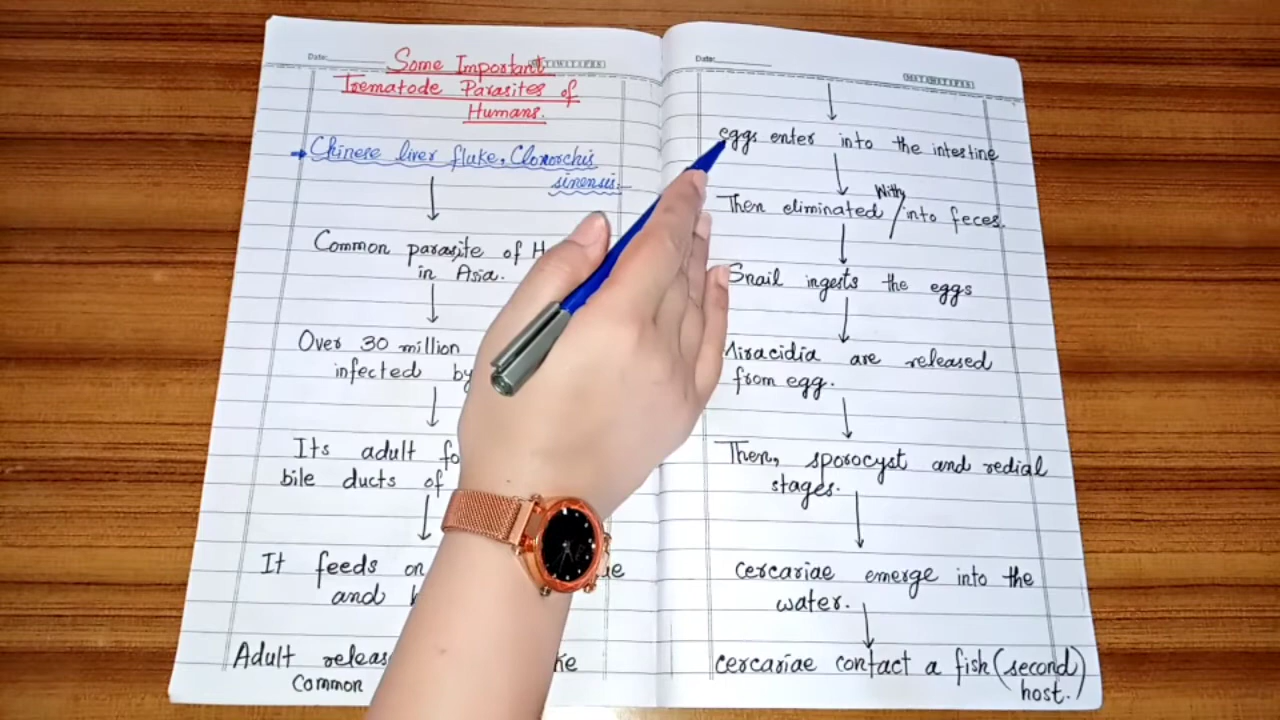 Date:
Some Important
Trematode Parasites of
Humans.
Chinese liver fluke, Clonorchis
sinensis.
Common parasite of
in Asia.
Over 30 million
infected by
Its adult
bile ducts of
It feeds on
and
Adult
Common
Date:
eggs enter into the intestine
With
Then eliminated / into feces.
Snail ingests the eggs
Miracidia are released
from egg.
Then, sporocyst and redial
stages.
cercariae emerge into the
water.
cercariae contact a fish (second
host.)